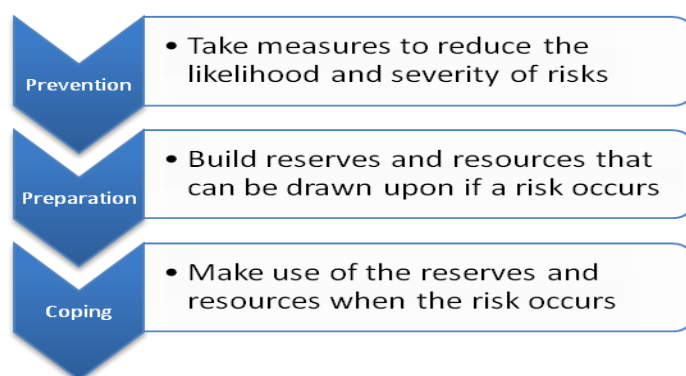 Prevention
• Take measures to reduce the
likelihood and severity of risks
Preparation
• Build reserves and resources that
can be drawn upon if a risk occurs
Coping
• Make use of the reserves and
resources when the risk occurs